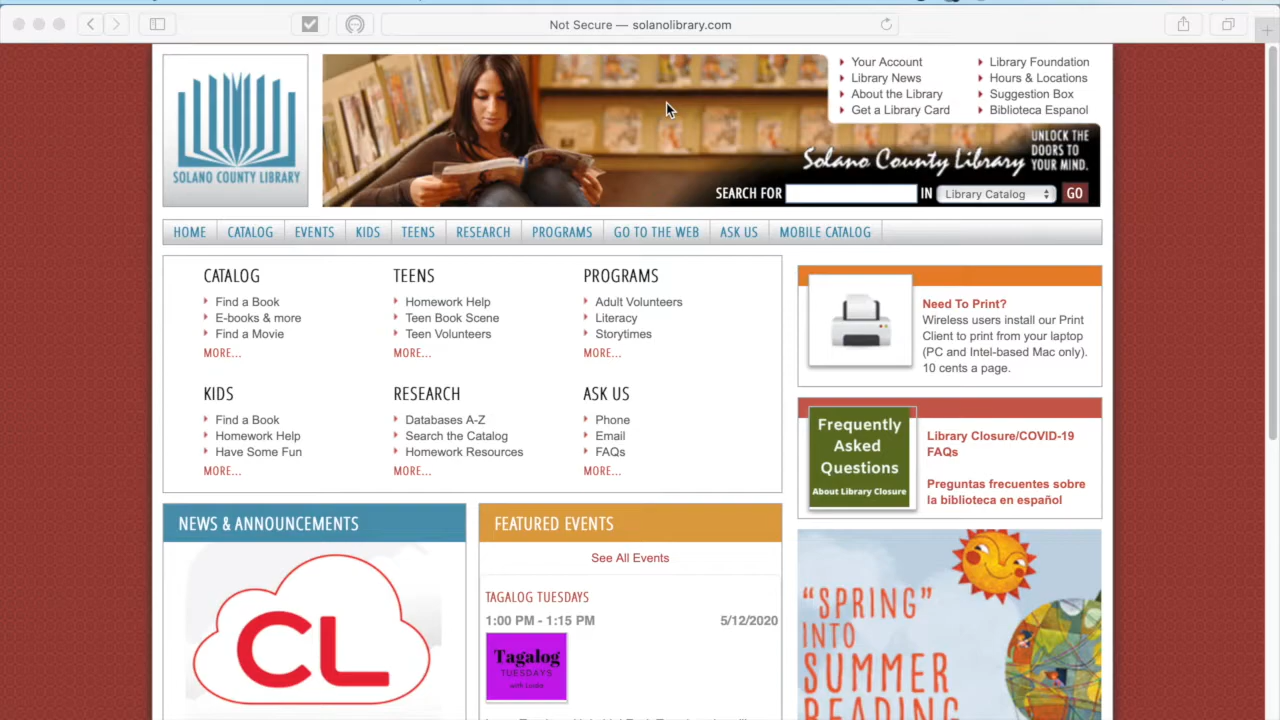 Not Secure — solanolibrary.com
SOLANO COUNTY LIBRARY
Your Account
Library News
About the Library
Get a Library Card
Library Foundation
Hours & Locations
Suggestion Box
Biblioteca Espanol
Solano County Library
UNLOCK THE
DOORS TO
YOUR MIND.
SEARCH FOR IN Library Catalog GO
HOME CATALOG EVENTS KIDS TEENS RESEARCH PROGRAMS GO TO THE WEB ASK US MOBILE CATALOG
CATALOG
Find a Book
E-books & more
Find a Movie
MORE...
TEENS
Homework Help
Teen Book Scene
Teen Volunteers
MORE...
PROGRAMS
Adult Volunteers
Literacy
Storytimes
MORE...
KIDS
Find a Book
Homework Help
Have Some Fun
MORE...
RESEARCH
Databases A-Z
Search the Catalog
Homework Resources
MORE...
ASK US
Phone
Email
FAQs
MORE...
Need To Print?
Wireless users install our Print
Client to print from your laptop
(PC and Intel-based Mac only).
10 cents a page.
Frequently
Asked
Questions
About Library Closure
Library Closure/COVID-19
FAQs
Preguntas frecuentes sobre
la biblioteca en español
NEWS & ANNOUNCEMENTS
CL
FEATURED EVENTS
See All Events
TAGALOG TUESDAYS
1:00 PM - 1:15 PM 5/12/2020
Tagalog
TUESDAYS
"SPRING"
INTO
SUMMER
READING